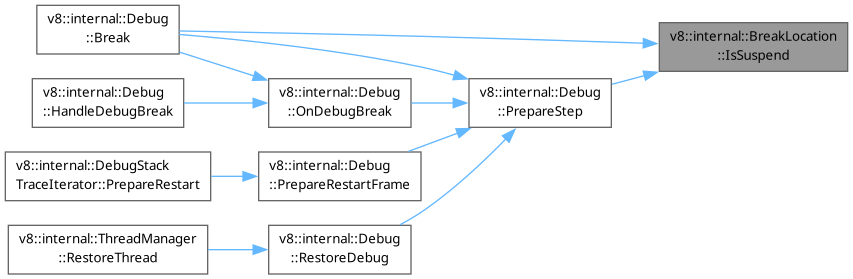 v8::internal::Debug
::Break
v8::internal::BreakLocation
::IsSuspend
v8::internal::Debug
::HandleDebugBreak
v8::internal::Debug
::OnDebugBreak
v8::internal::Debug
::PrepareStep
v8::internal::DebugStack
TraceIterator::PrepareRestart
v8::internal::Debug
::PrepareRestartFrame
v8::internal::ThreadManager
::RestoreThread
v8::internal::Debug
::RestoreDebug